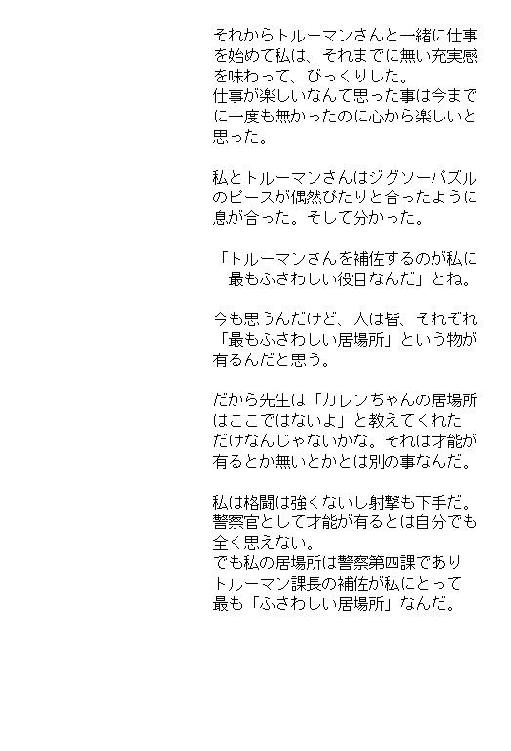 それからトルーマンさんと一緒に仕事
を始めて私は、それまでに無い充実感
を味わって、びっくりした。
仕事が楽しいなんて思った事は今まで
に一度も無かったのに心から楽しいと
思った。
私とトルーマンさんはジグソーパズル
のピースが偶然ぴたりと合ったように
息が合った。そして分かった。
「トルーマンさんを補佐するのが私に
最もふさわしい役目なんだ」とね。
今も思うんだけど、人は皆、それぞれ
「最もふさわしい居場所」という物が
有るんだと思う。
だから先生は「カレンちゃんの居場所
はここではないよ」と教えてくれた
だけなんじゃないかな。それは才能が
有るとか無いとかとは別の事なんだ。
私は格闘は強くないし射撃も下手だ。
警察官として才能が有るとは自分でも
全く思えない。
でも私の居場所は警察第四課であり
トルーマン課長の補佐が私にとって
最も「ふさわしい居場所」なんだ。